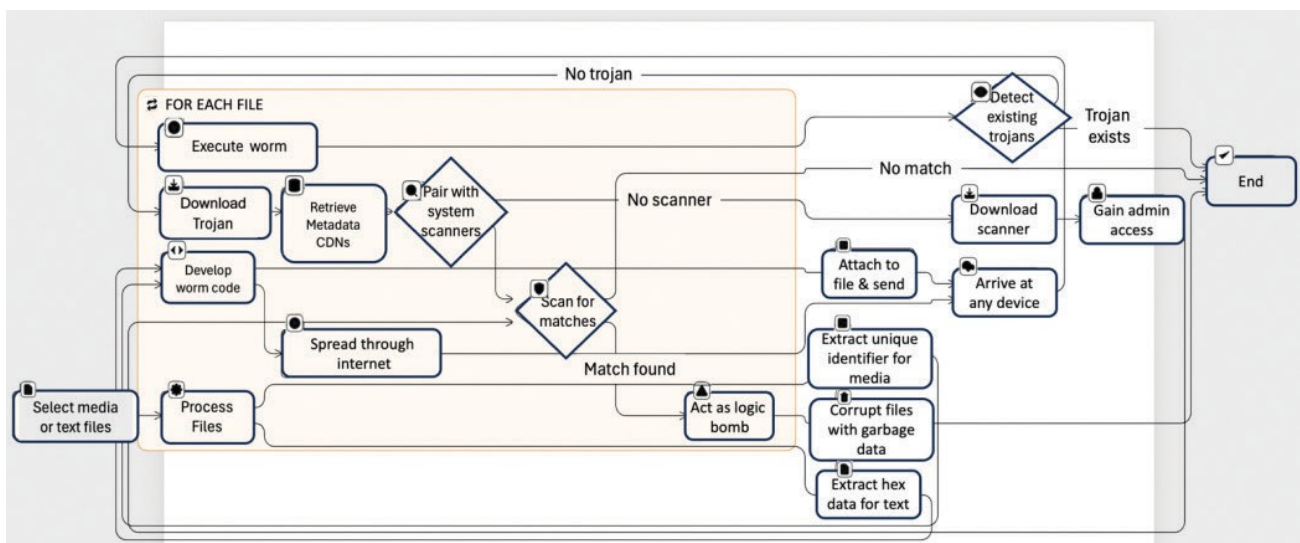 No trojan
FOR EACH FILE
Detect
existing
trojans
Trojan
exists
Execute worm
No match
End
Pair with
system
scanners
Download
Trojan
Retrieve
Metadata
CDNs
No scanner
Download
scanner
Gain admin
access
Develop
worm code
Attach to
file & send
Arrive at
any device
Scan for
matches
Spread through
internet
Extract unique
identifier for
media
Match found
Select media
or text files
Process
Files
Act as logic
bomb
Corrupt files
with garbage
data
Extract hex
data for text